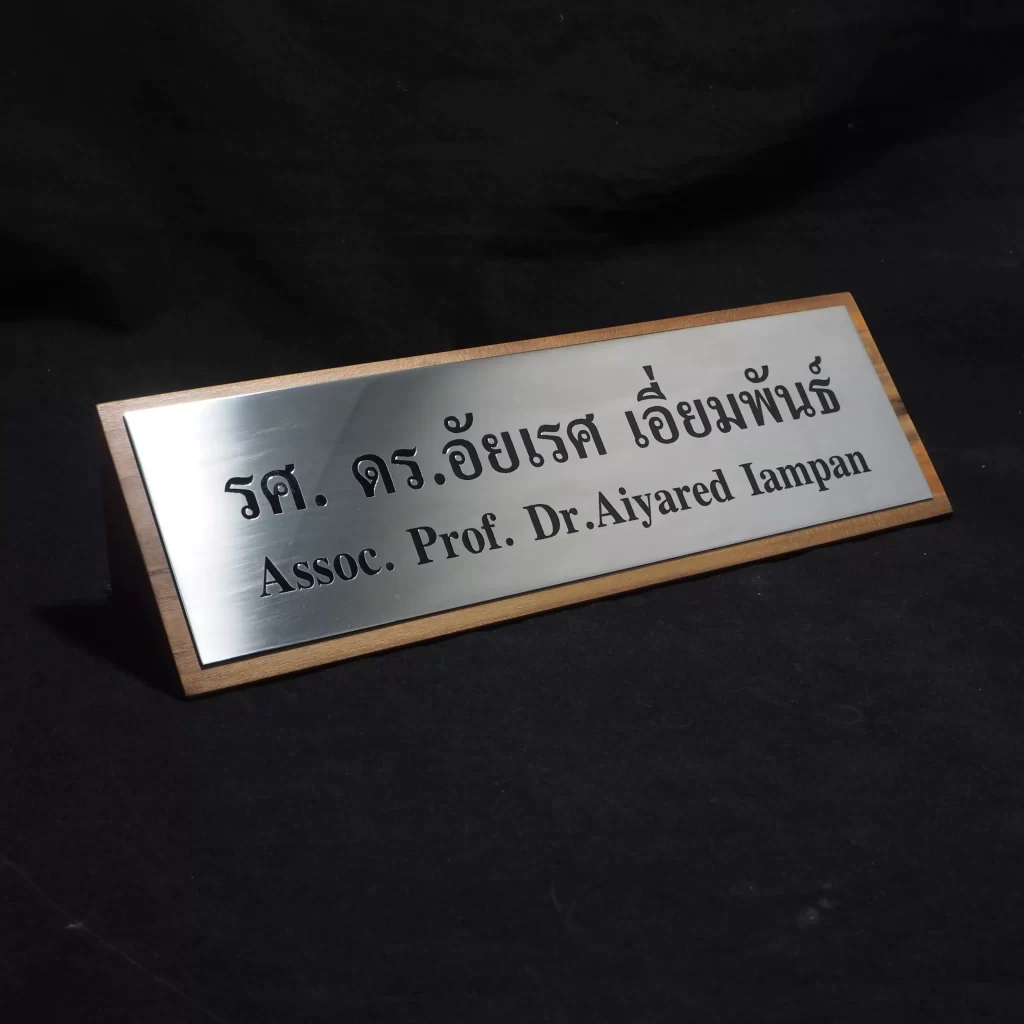 รศ. ดร.อัยเรศ เอี่ยมพันธ์
Assoc. Prof. Dr.Aiyared Iampan